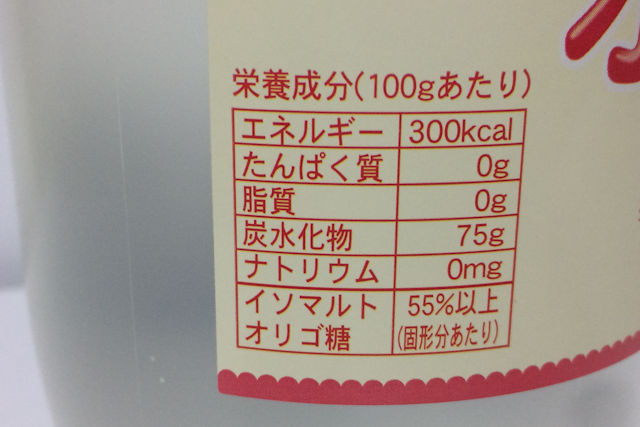 栄養成分(100gあたり)
エネルギー 300kcal
たんぱく質 0g
脂質 0g
炭水化物 75g
ナトリウム 0mg
イソマルト 55%以上
オリゴ糖 (固形分あたり)